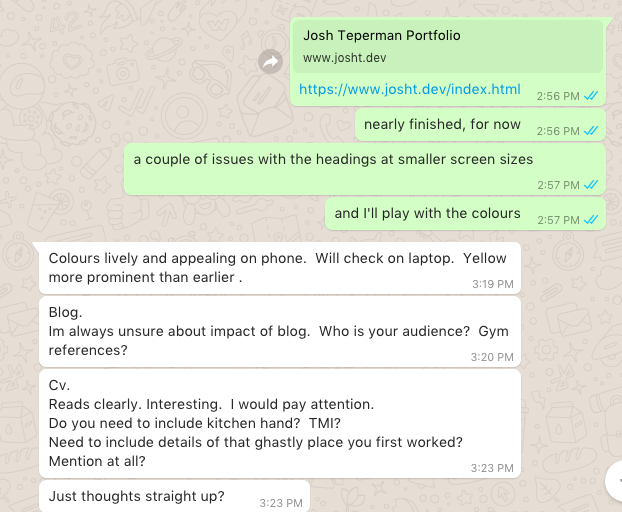 Josh Teperman Portfolio
www.josht.dev
https://www.josht.dev/index.html 2:56 PM
nearly finished, for now 2:56 PM
a couple of issues with the headings at smaller screen sizes
2:57 PM
and I'll play with the colours 2:57 PM
Colours lively and appealing on phone.  Will check on laptop.  Yellow
more prominent than earlier .
3:19 PM
Blog.
Im always unsure about impact of blog.  Who is your audience?  Gym
references?
3:20 PM
Cv.
Reads clearly. Interesting.  I would pay attention.
Do you need to include kitchen hand?  TMI?
Need to include details of that ghastly place you first worked?
Mention at all?
3:23 PM
Just thoughts straight up? 3:23 PM